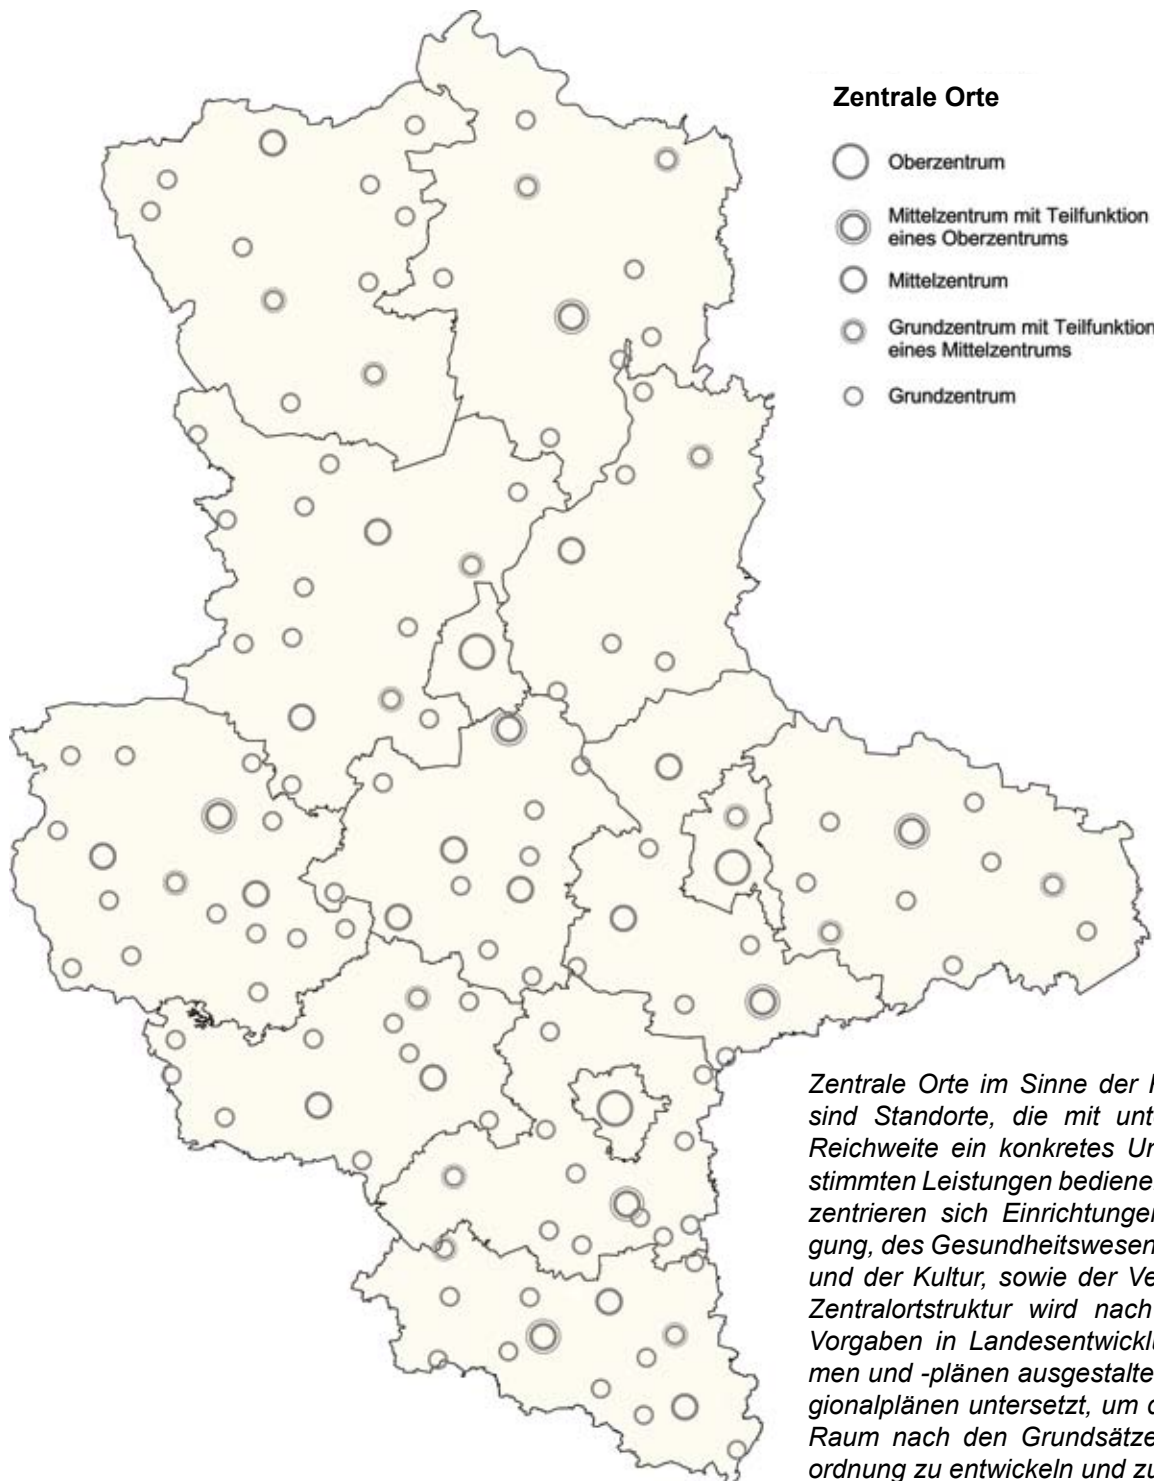 Zentrale Orte
Oberzentrum
Mittelzentrum mit Teilfunktion
eines Oberzentrums
Mittelzentrum
Grundzentrum mit Teilfunktion
eines Mittelzentrums
Grundzentrum
Zentrale Orte im Sinne der
sind Standorte, die mit unt
Reichweite ein konkretes
stimmten Leistungen bediene
zentrieren sich Einrichtunge
gung, des Gesundheitswesen
und der Kultur, sowie der Ve
Zentralortstruktur wird nach
Vorgaben in Landesentwickl
men und -plänen ausgestalte
gionalplänen untersetzt, um
Raum nach den Grundsätze
ordnung zu entwickeln und zu